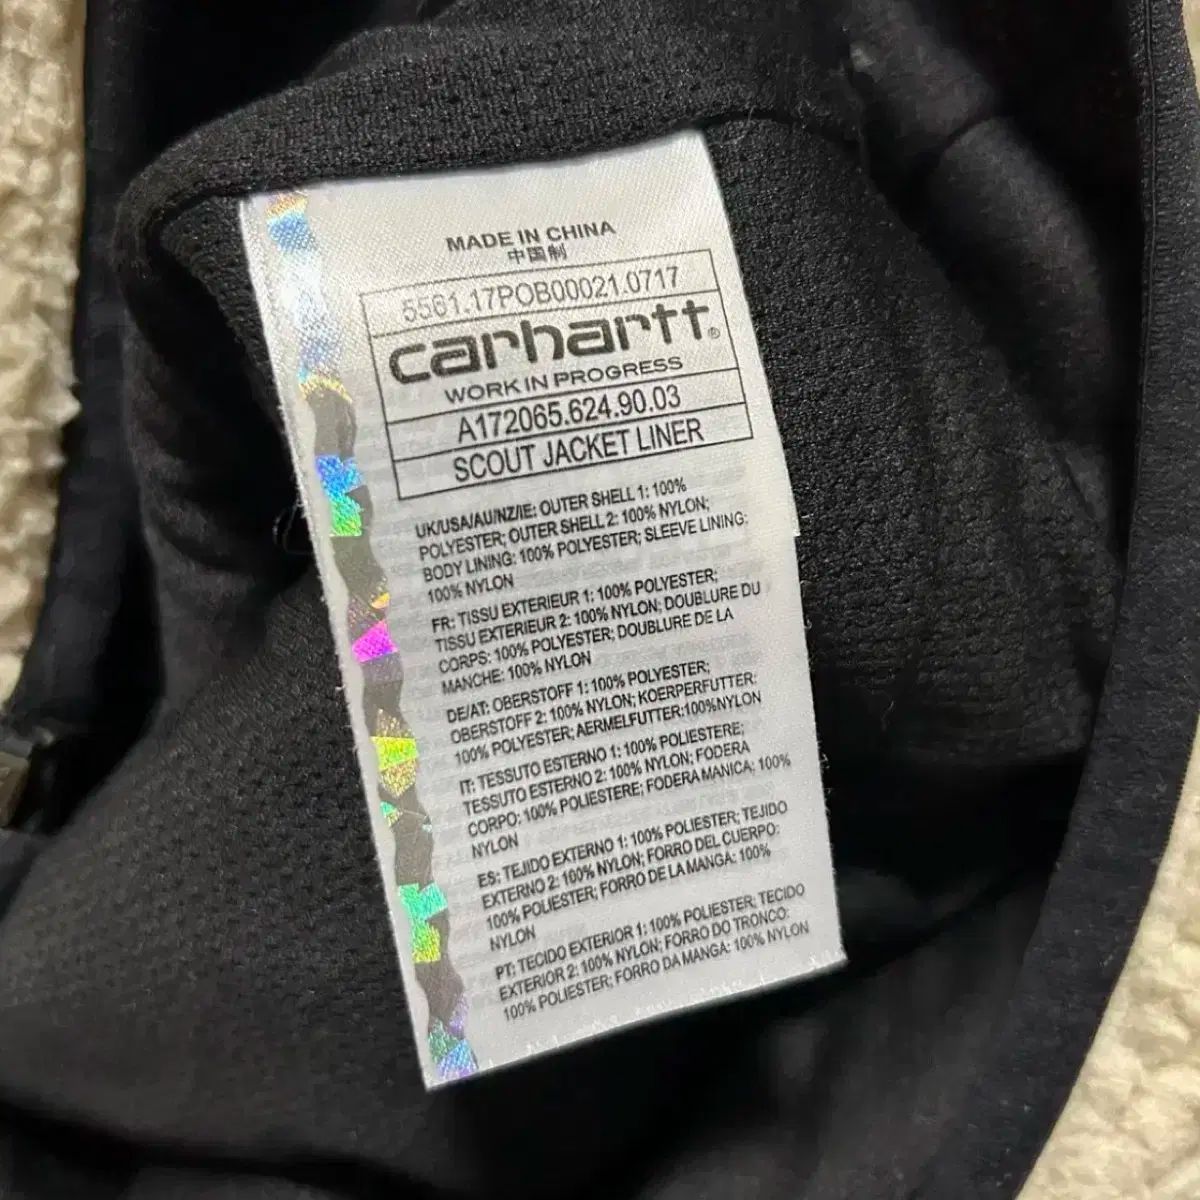 MADE IN CHINA
中国制
5561.17POB00021.0717
carhartt®
WORK IN PROGRESS
A172065.624.90.03
SCOUT JACKET LINER
UK/USA/AU/NZ/IE: OUTER SHELL 1: 100%
POLYESTER; OUTER SHELL 2: 100% NYLON;
BODY LINING: 100% POLYESTER; SLEEVE LINING:
100% NYLON
FR: TISSU EXTERIEUR 1: 100% POLYESTER;
TISSU EXTERIEUR 2: 100% NYLON; DOUBLURE DU
CORPS: 100% POLYESTER; DOUBLURE DE LA
MANCHE: 100% NYLON
DE/AT: OBERSTOFF 1: 100% POLYESTER;
OBERSTOFF 2: 100% NYLON; KOERPERFUTTER:
100% POLYESTER; AERMELFUTTER:100%NYLON
IT: TESSUTO ESTERNO 1: 100% POLIESTERE;
TESSUTO ESTERNO 2: 100% NYLON; FODERA
CORPO: 100% POLIESTERE; FODERA MANICA: 100%
NYLON
ES: TEJIDO EXTERNO 1: 100% POLIESTER; TEJIDO
EXTERNO 2: 100% NYLON; FORRO DEL CUERPO:
100% POLIESTER; FORRO DE LA MANGA: 100%
NYLON
PT: TECIDO EXTERIOR 1: 100% POLIESTER; TECIDO
EXTERIOR 2: 100% NYLON; FORRO DO TRONCO:
100% POLIESTER; FORRO DA MANGA: 100% NYLON